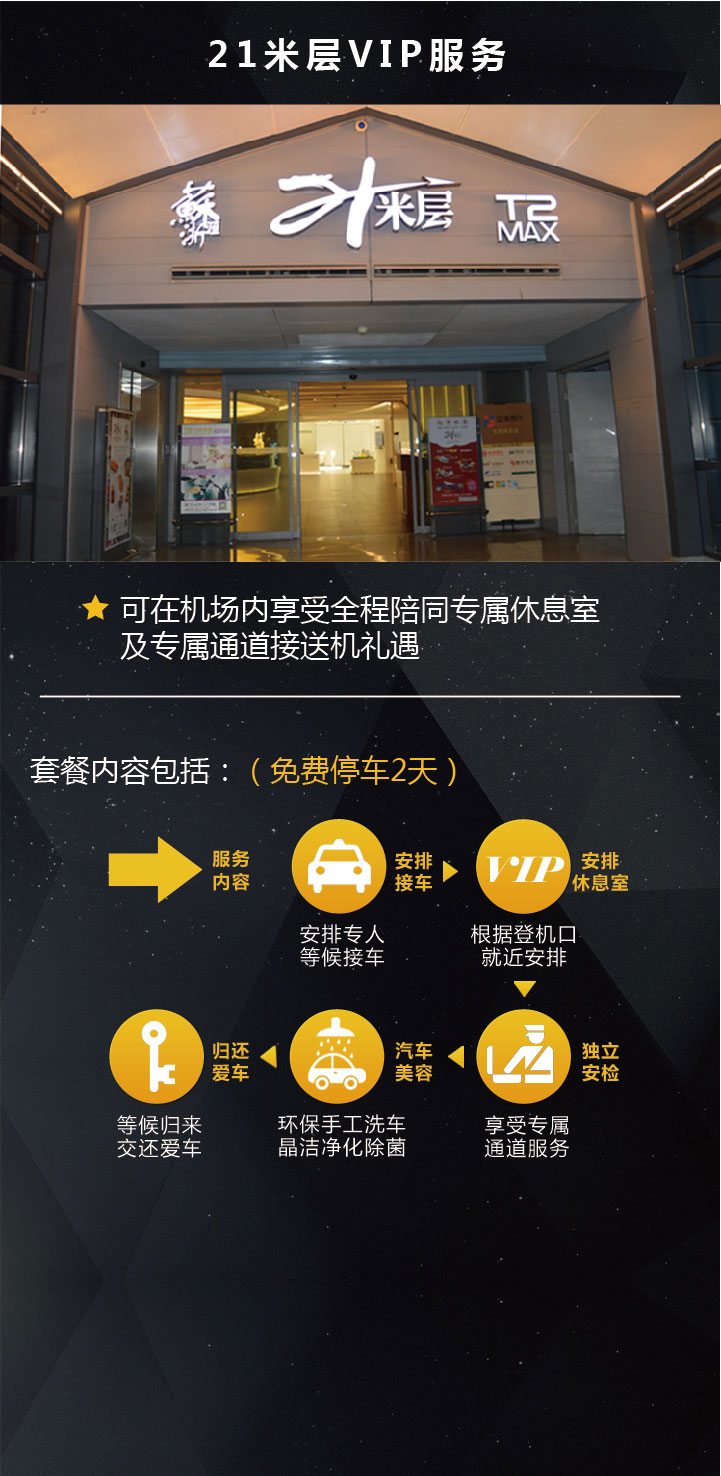 21米层VIP服务
蘇浙匯
21米层
T2
MAX
可在机场内享受全程陪同专属休息室
及专属通道接送机礼遇
套餐内容包括：（免费停车2天）
服务
内容
安排
接车
安排专人
等候接车
VIP
安排
休息室
根据登机口
就近安排
独立
安检
享受专属
通道服务
汽车
美容
环保手工洗车
晶洁净化除菌
归还
爱车
等候归来
交还爱车